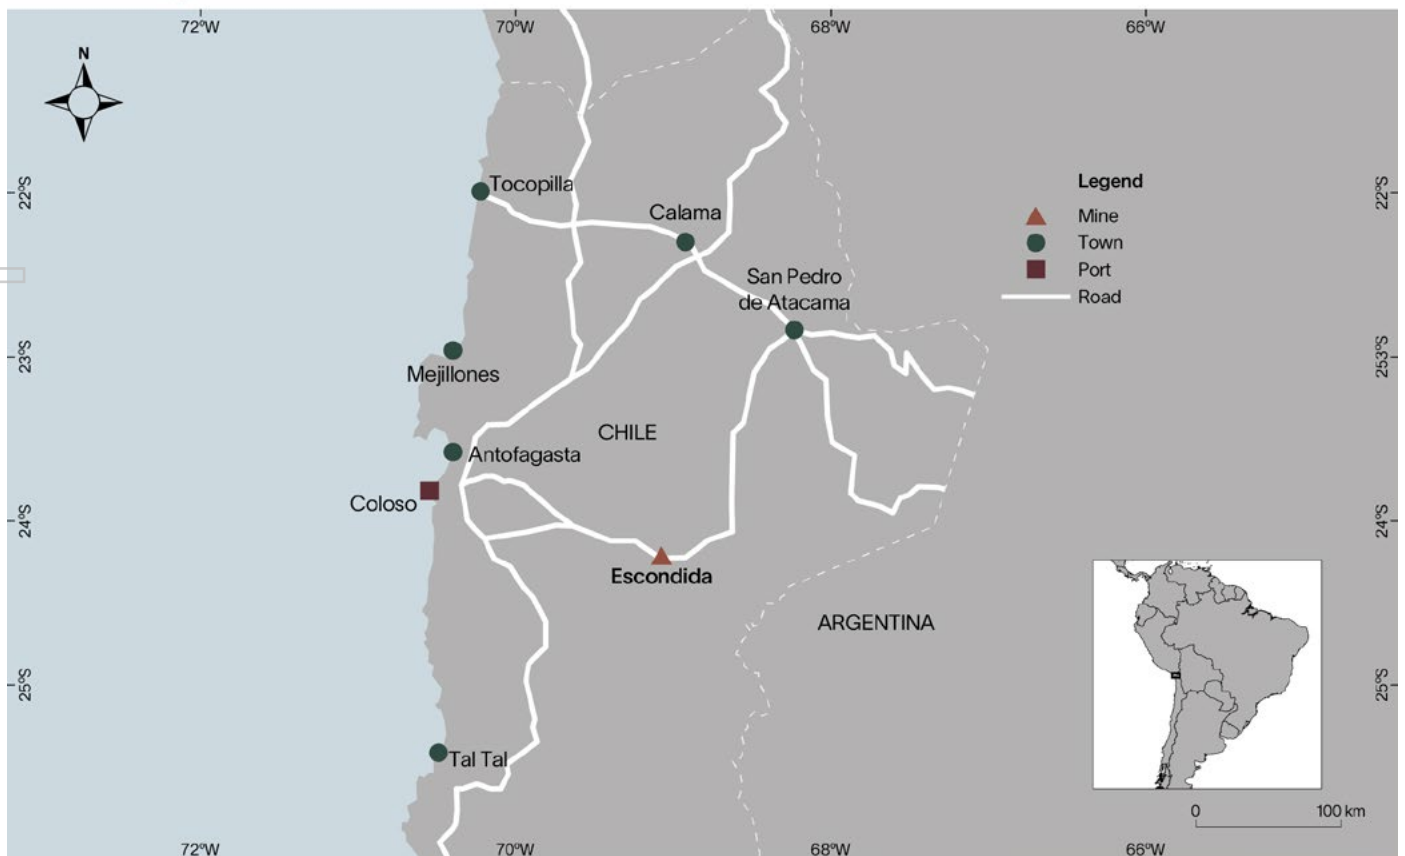 72°W
70°W
68°W
66°W
N
22°S
22°S
Tocopilla
Calama
San Pedro
de Atacama
Legend
Mine
Town
Port
Road
23°S
253°S
Mejillones
CHILE
Antofagasta
Coloso
24°S
24°S
Escondida
ARGENTINA
25°S
25°S
Tal Tal
0
100 km
72°W
70°W
68°W
66°W